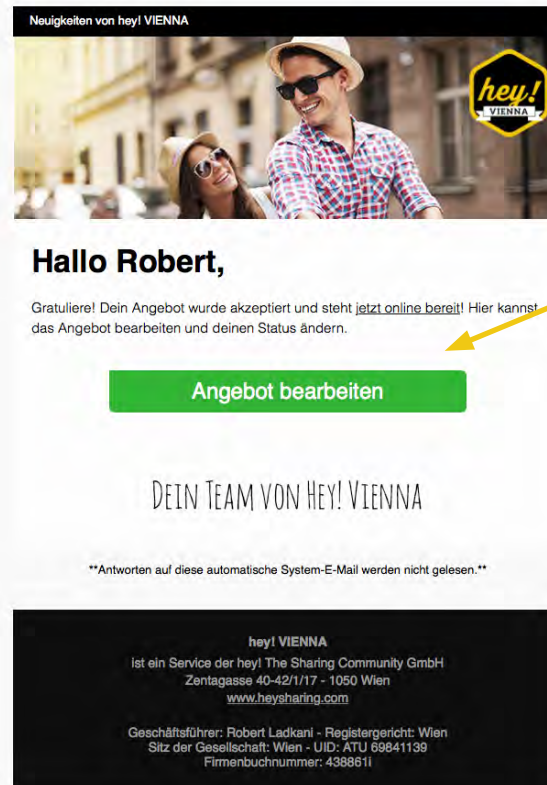 Neuigkeiten von hey! VIENNA
hey!
VIENNA
Hallo Robert,
Gratuliere! Dein Angebot wurde akzeptiert und steht jetzt online bereit! Hier kannst
das Angebot bearbeiten und deinen Status ändern.
Angebot bearbeiten
DEIN TEAM VON HEY! VIENNA
**Antworten auf diese automatische System-E-Mail werden nicht gelesen.**
hey! VIENNA
ist ein Service der hey! The Sharing Community GmbH
Zentagasse 40-42/1/17 - 1050 Wien
www.heysharing.com
Geschäftsführer: Robert Ladkani - Registergericht: Wien
Sitz der Gesellschaft: Wien - UID: ATU 69841139
Firmenbuchnummer: 438861i